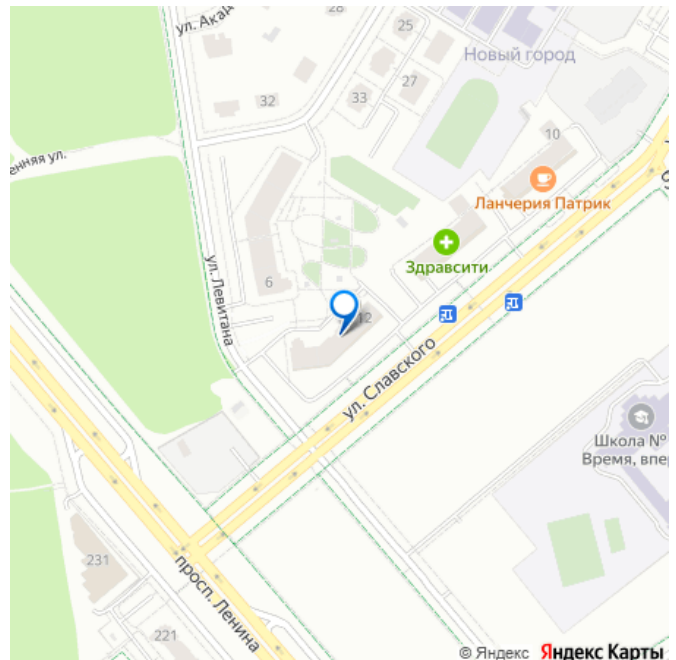 ул. Акад
28
25
Новый город
27
33
32
10
енняя ул.
Ланчерия Патрик
Здравсити
6
ул. Левитана
12
ул. Славского
Школа №
Время, впер
231
просп. Ленина
221
© Яндекс Яндекс Карты